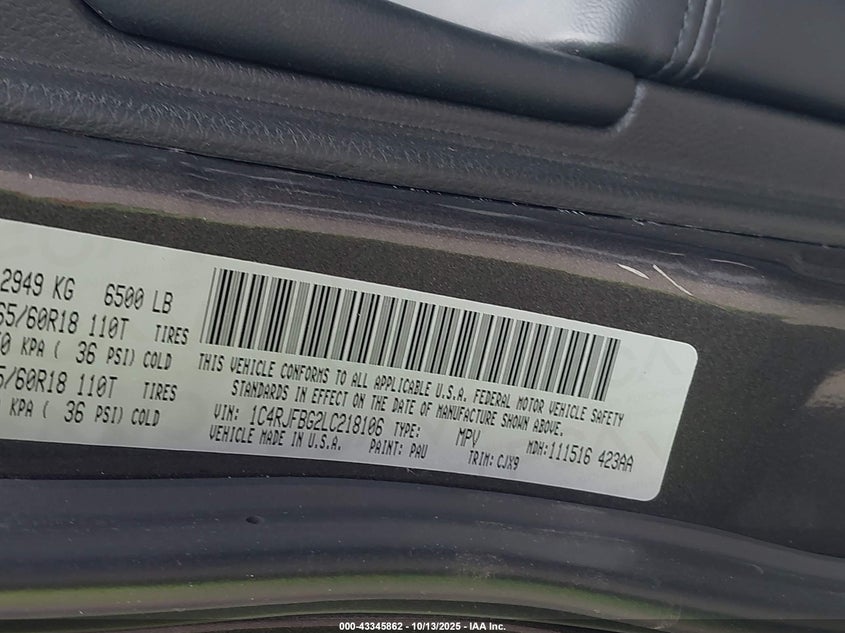 2949 KG 6500 LB
65/60R18 110T TIRES
0 KPA ( 36 PSI) COLD
5/60R18 110T TIRES
KPA ( 36 PSI) COLD
THIS VEHICLE CONFORMS TO ALL APPLICABLE U.S.A. FEDERAL MOTOR VEHICLE SAFETY
STANDARDS IN EFFECT ON THE DATE OF MANUFACTURE SHOWN ABOVE.
VIN: 1C4RJFBG2LC218106 TYPE: MPV MDH:111516 423AA
VEHICLE MADE IN U.S.A. PAINT: PAU TRIM: CJX9
000-43345862 - 10/13/2025 - IAA Inc.